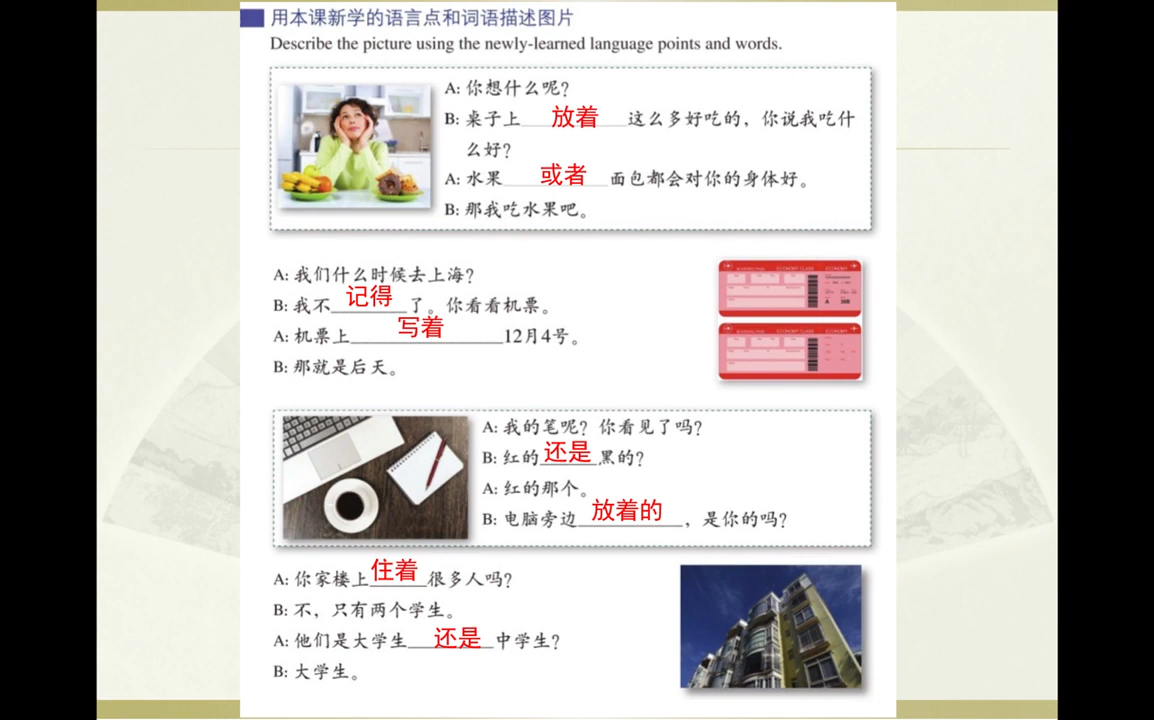 用本课新学的语言点和词语描述图片
Describe the picture using the newly-learned language points and words.
A: 你想什么呢？
B: 桌子上 放着 这么多好吃的，你说我吃什
么好？
A: 水果 或者 面包都会对你的身体好。
B: 那我吃水果吧。
A: 我们什么时候去上海？
B: 我不 记得 了。你看看机票。
A: 机票上 写着 12月4号。
B: 那就是后天。
A: 我的笔呢？你看见了吗？
B: 红的 还是 黑的？
A: 红的那个。
B: 电脑旁边 放着的 ，是你的吗？
A: 你家楼上 住着 很多人吗？
B: 不，只有两个学生。
A: 他们是大学生 还是 中学生？
B: 大学生。